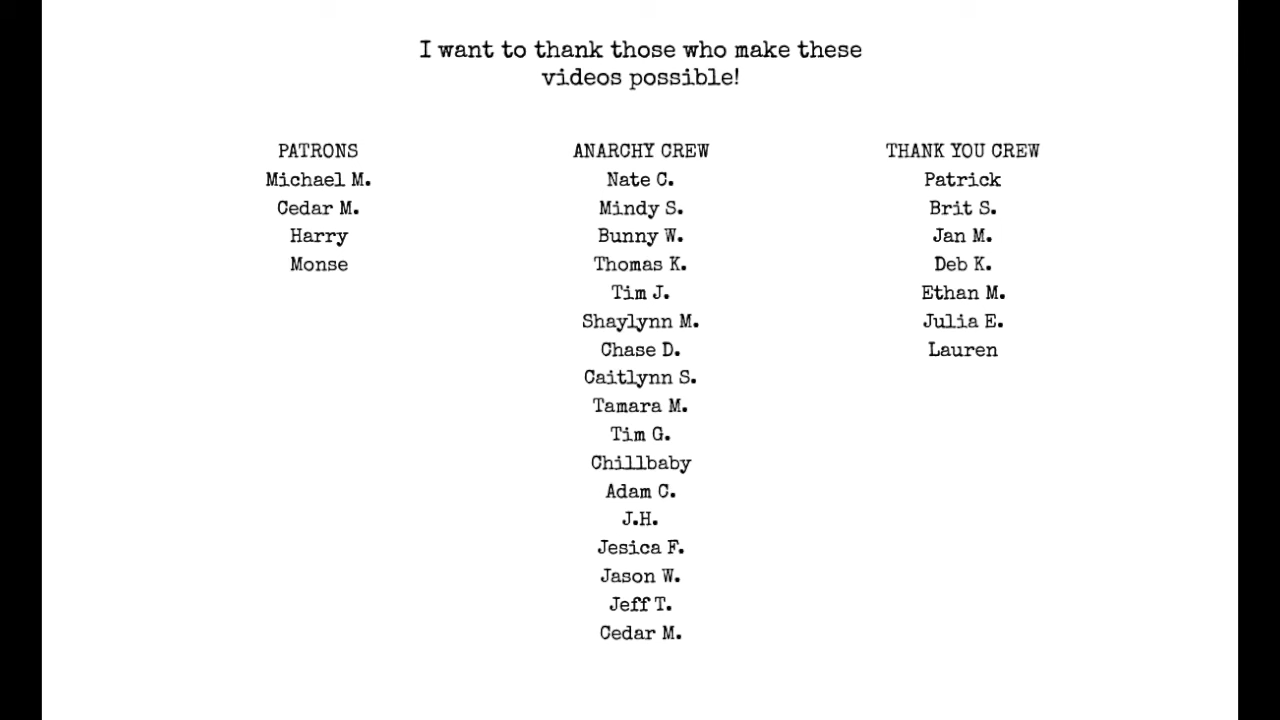 I want to thank those who make these
videos possible!
PATRONS
Michael M.
Cedar M.
Harry
Monse
ANARCHY CREW
Nate C.
Mindy S.
Bunny W.
Thomas K.
Tim J.
Shaylynn M.
Chase D.
Caitlynn S.
Tamara M.
Tim G.
Chillbaby
Adam C.
J.H.
Jesica F.
Jason W.
Jeff T.
Cedar M.
THANK YOU CREW
Patrick
Brit S.
Jan M.
Deb K.
Ethan M.
Julia E.
Lauren